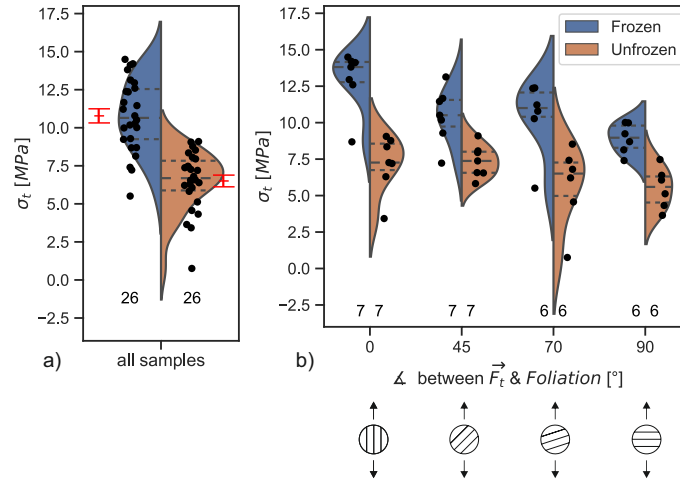 17.5
15.0
12.5
10.0
7.5
5.0
2.5
0.0
−2.5
σt [MPa]
26 26
a)
all samples
17.5
15.0
12.5
10.0
7.5
5.0
2.5
0.0
−2.5
σt [MPa]
Frozen
Unfrozen
7 7 7 7 6 6 6 6
b)
0 45 70 90
∡ between Ft & Foliation [°]